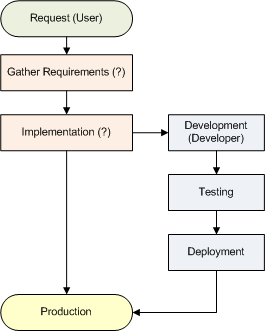 Request (User)
Gather Requirements (?)
Implementation (?)
Development
(Developer)
Testing
Deployment
Production